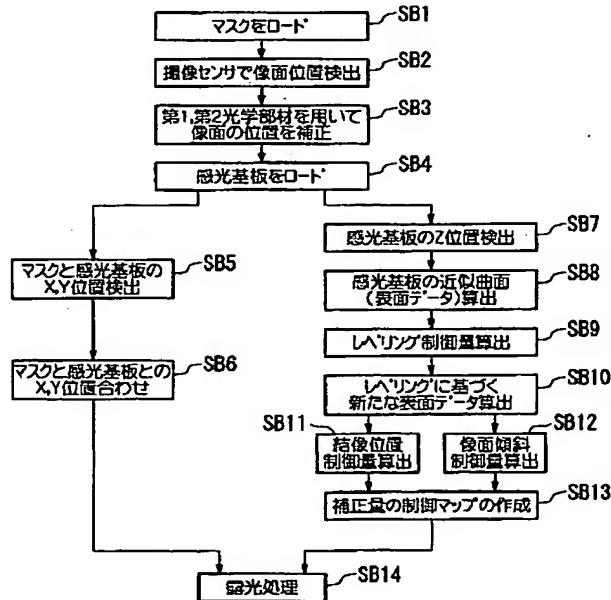 マスクをロード
SB1
撮像センサで像面位置検出
SB2
第1,第2光学部材を用いて
像面の位置を補正
SB3
感光基板をロード
SB4
マスクと感光基板の
X,Y位置検出
SB5
マスクと感光基板との
X,Y位置合わせ
SB6
感光基板のZ位置検出
SB7
感光基板の近似曲面
(表面データ)算出
SB8
レベリング制御量算出
SB9
レベリングに基づく
新たな表面データ算出
SB10
結像位置
制御量算出
SB11
像面傾斜
制御量算出
SB12
補正量の制御マップの作成
SB13
露光処理
SB14